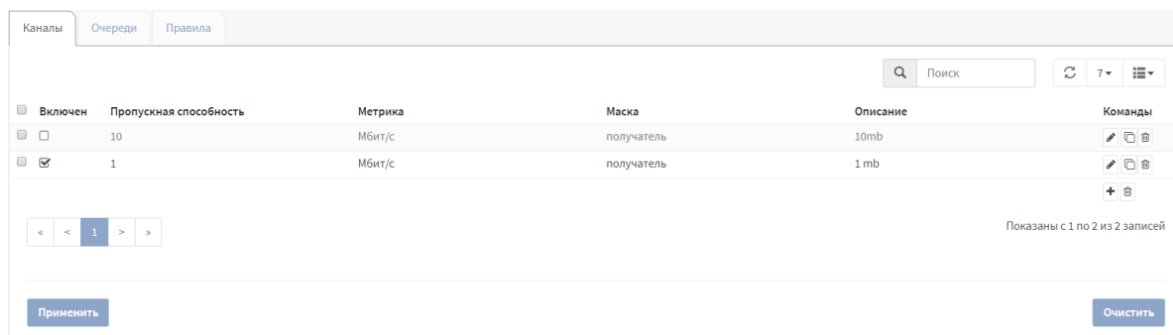 Каналы Очереди Правила
Поиск 7
Включен Пропускная способность Метрика Маска Описание Команды
10 Мбит/с получатель 10mb
1 Мбит/с получатель 1 mb
« < 1 > »
Показаны с 1 по 2 из 2 записей
Применить Очистить